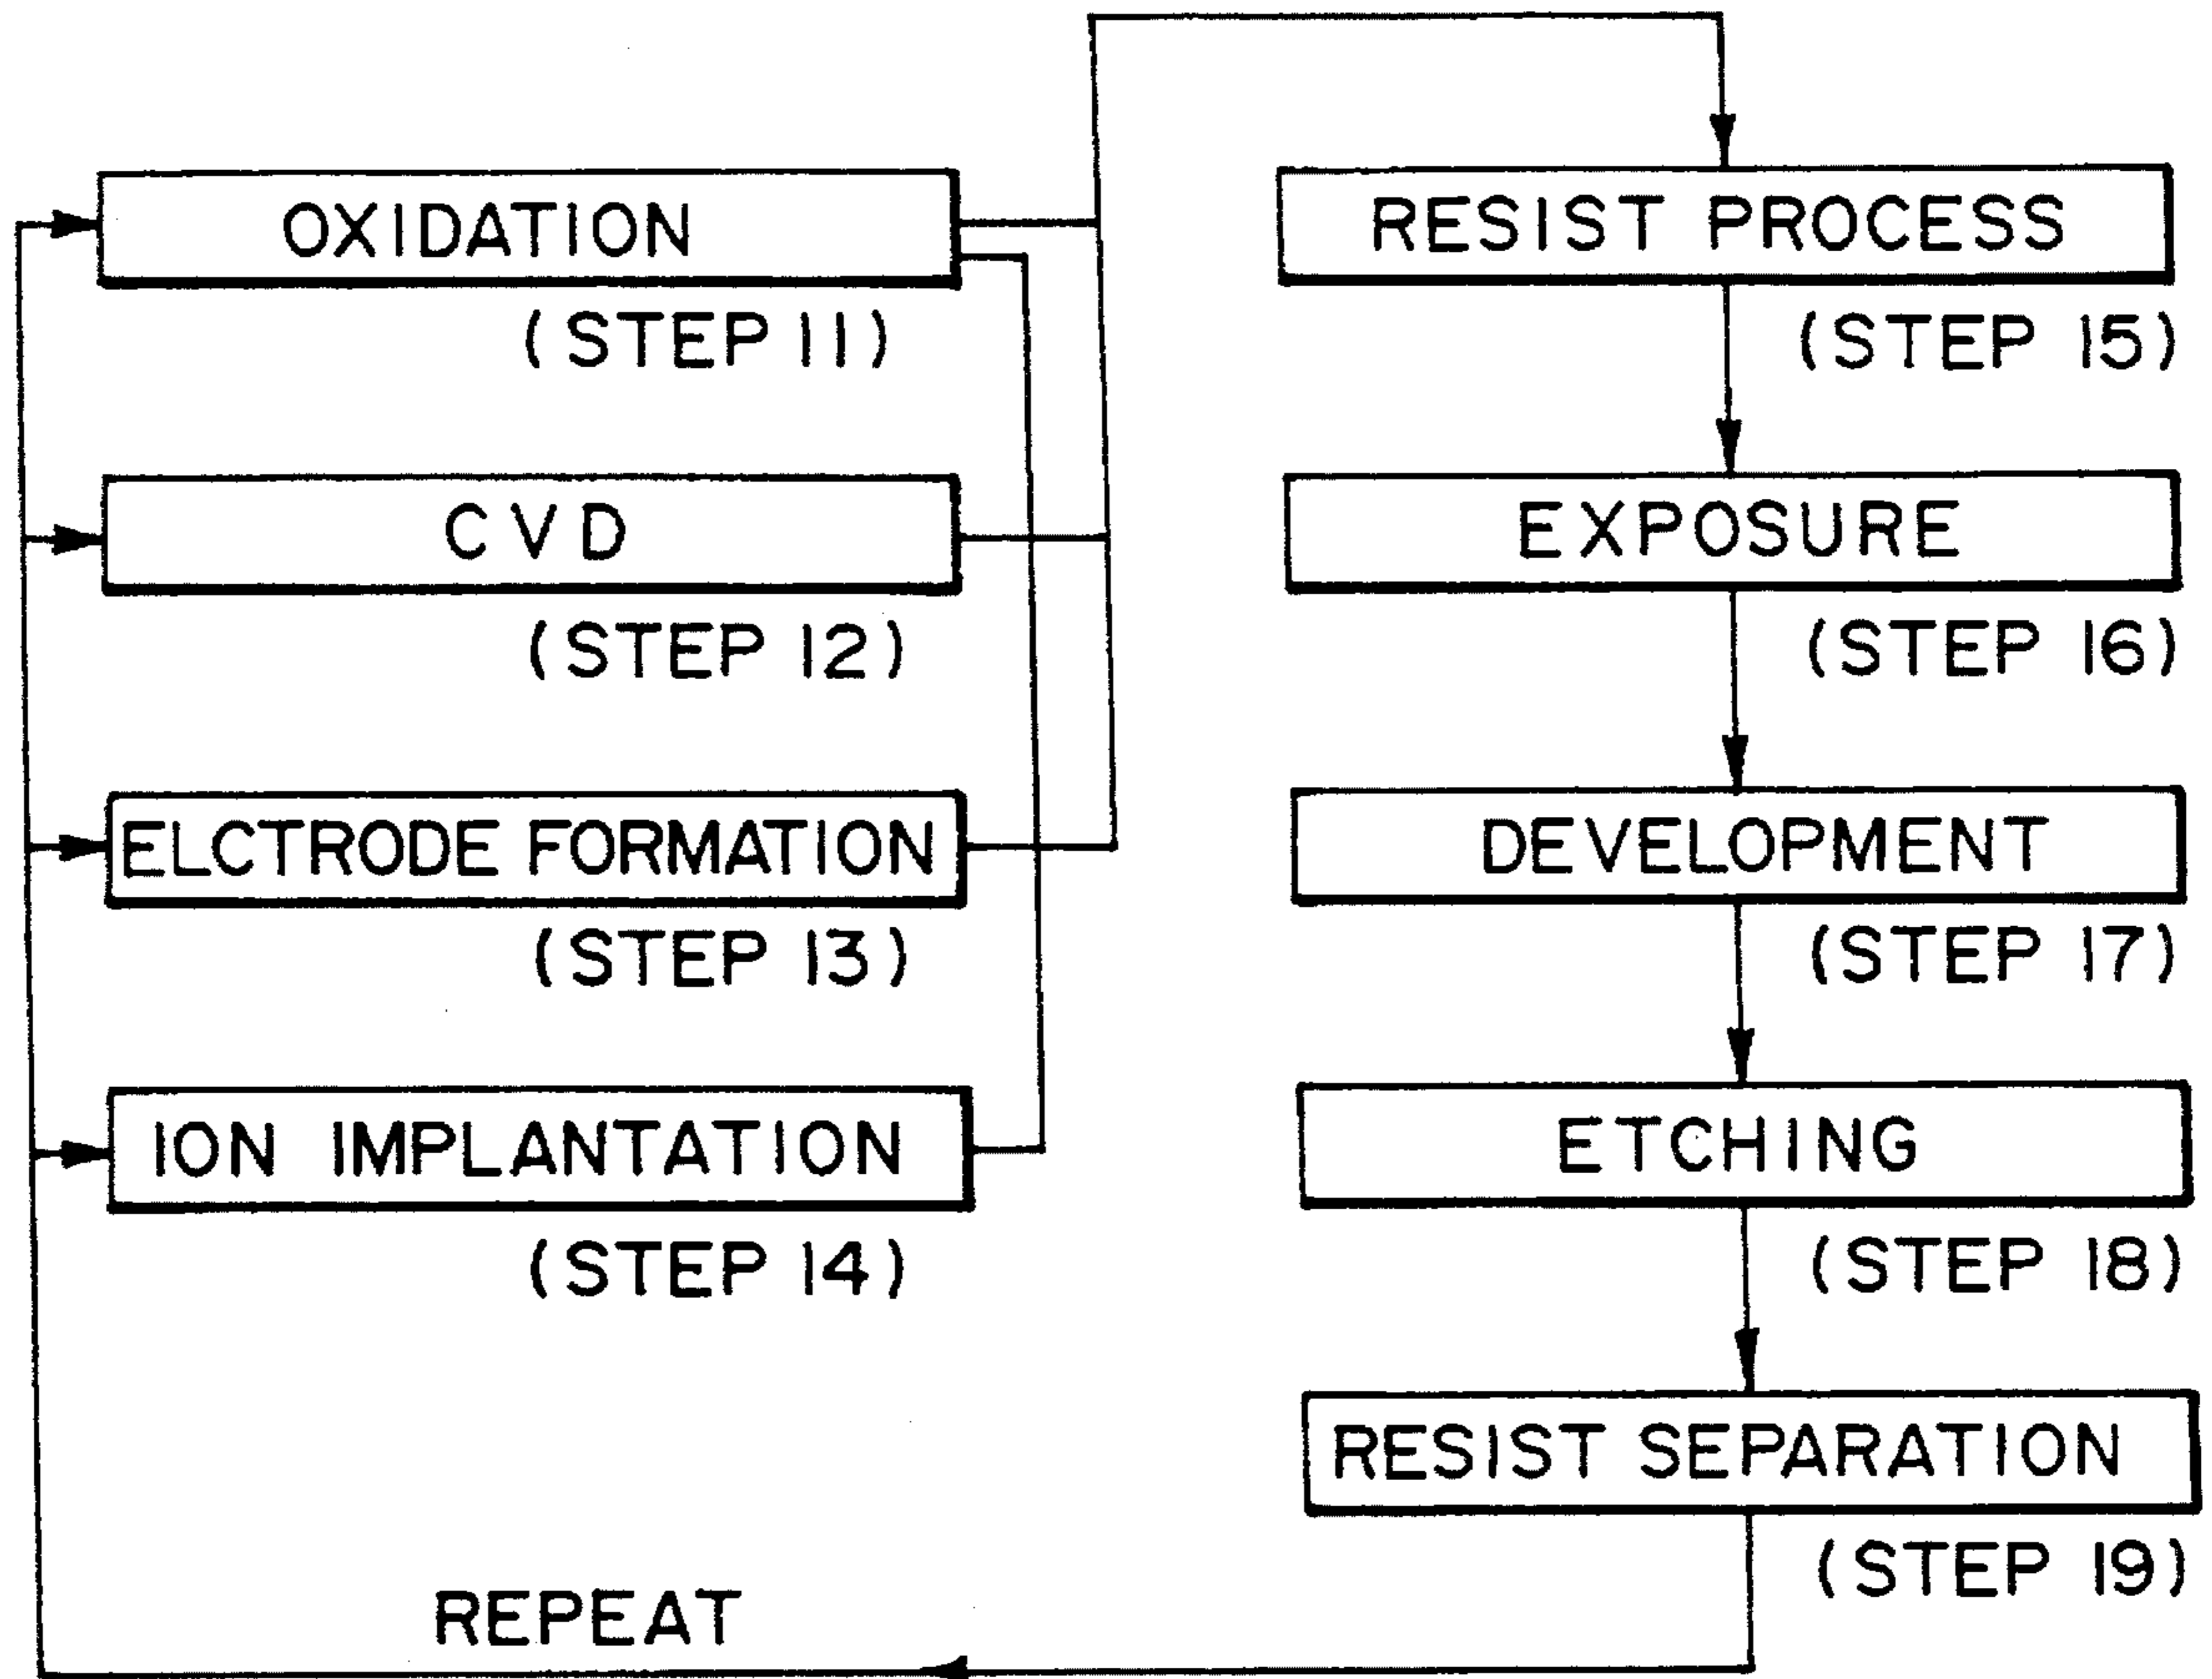 OXIDATION
(STEP 11)
CVD
(STEP 12)
ELCTRODE FORMATION
(STEP 13)
ION IMPLANTATION
(STEP 14)
RESIST PROCESS
(STEP 15)
EXPOSURE
(STEP 16)
DEVELOPMENT
(STEP 17)
ETCHING
(STEP 18)
RESIST SEPARATION
(STEP 19)
REPEAT